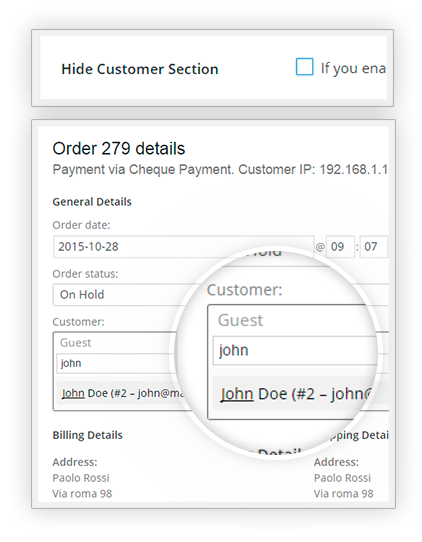 Hide Customer Section If you ena
Order 279 details
Payment via Cheque Payment. Customer IP: 192.168.1.1
General Details
Order date:
2015-10-28 @ 09 : 07
Order status:
On Hold
Customer:
Guest
john
John Doe (#2 – john@ma
Hold
Customer:
Guest
john
John Doe (#2 – john@
Billing Details
Address:
Paolo Rossi
Via roma 98
Address:
Paolo Rossi
Via roma 98